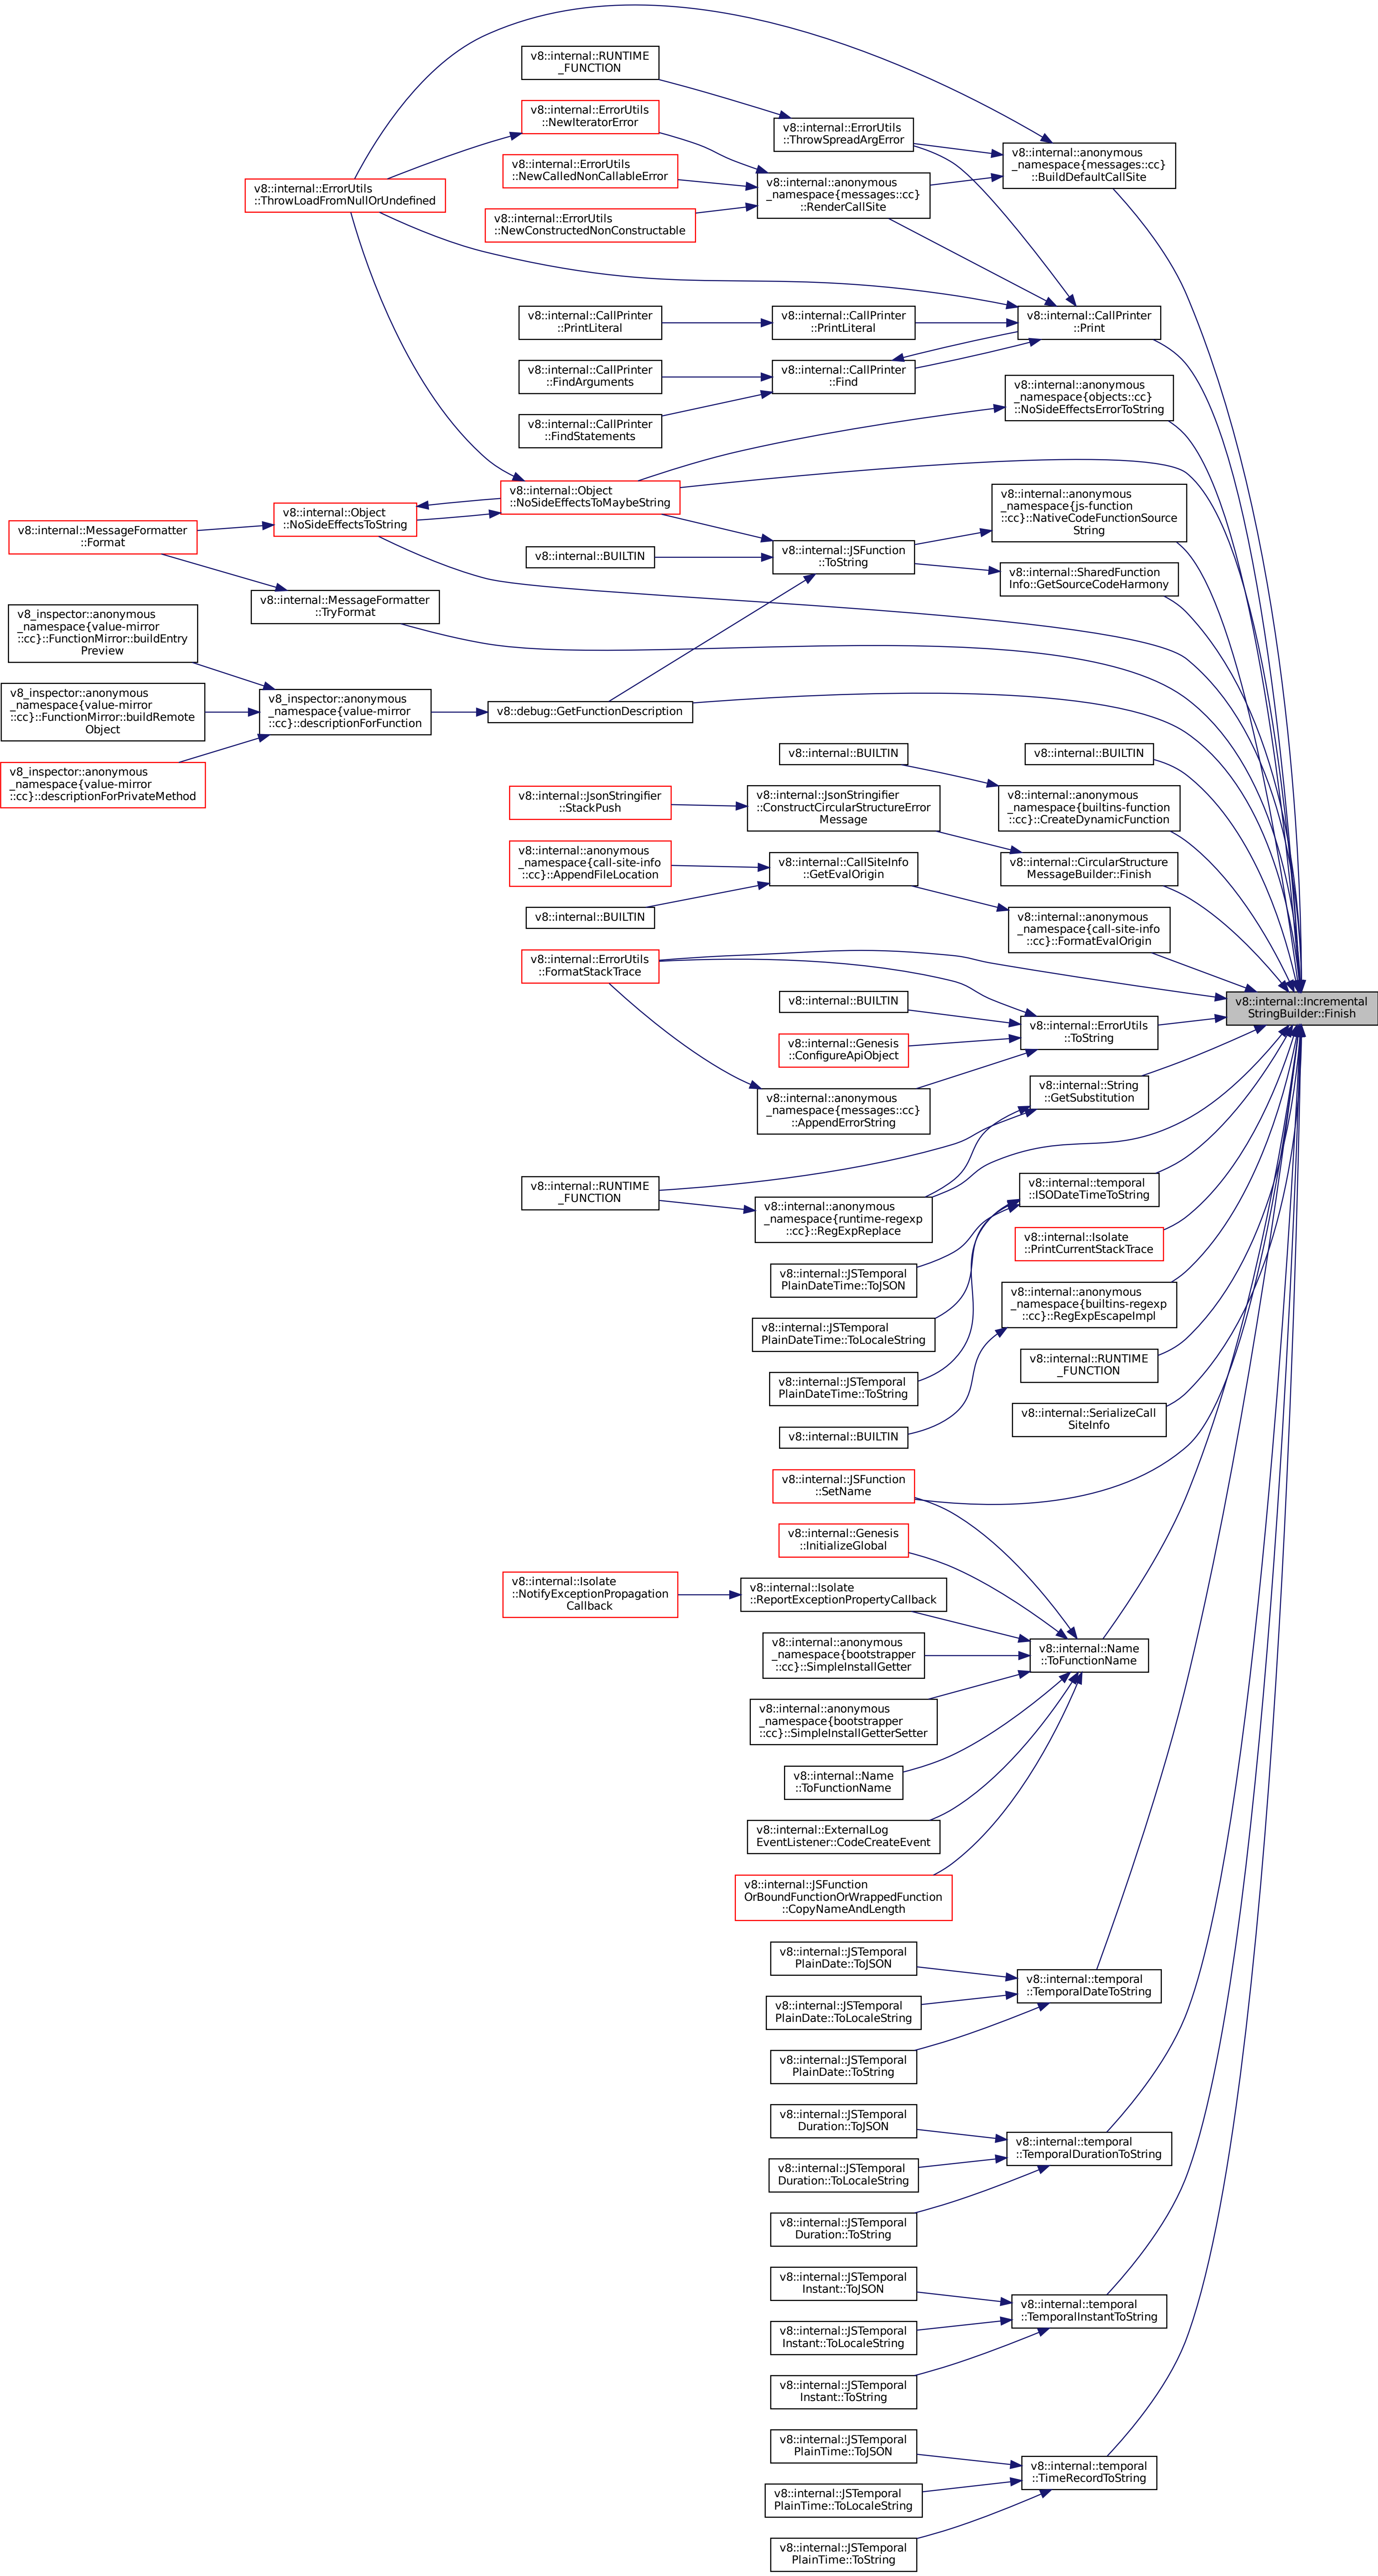 v8::internal::RUNTIME
_FUNCTION
v8::internal::ErrorUtils
::NewIteratorError
v8::internal::ErrorUtils
::ThrowSpreadArgError
v8::internal::anonymous
_namespace{messages::cc}
::BuildDefaultCallSite
v8::internal::ErrorUtils
::NewCalledNonCallableError
v8::internal::ErrorUtils
::ThrowLoadFromNullOrUndefined
v8::internal::anonymous
_namespace{messages::cc}
::RenderCallSite
v8::internal::ErrorUtils
::NewConstructedNonConstructable
v8::internal::CallPrinter
::PrintLiteral
v8::internal::CallPrinter
::PrintLiteral
v8::internal::CallPrinter
::Print
v8::internal::CallPrinter
::FindArguments
v8::internal::CallPrinter
::Find
v8::internal::anonymous
_namespace{objects::cc}
::NoSideEffectsErrorToString
v8::internal::CallPrinter
::FindStatements
v8::internal::Object
::NoSideEffectsToMaybeString
v8::internal::anonymous
_namespace{js-function
::cc}::NativeCodeFunctionSource
String
v8::internal::Object
::NoSideEffectsToString
v8::internal::MessageFormatter
::Format
v8::internal::BUILTIN
v8::internal::JSFunction
::ToString
v8::internal::SharedFunction
Info::GetSourceCodeHarmony
v8::internal::MessageFormatter
::TryFormat
v8_inspector::anonymous
_namespace{value-mirror
::cc}::FunctionMirror::buildEntry
Preview
v8_inspector::anonymous
_namespace{value-mirror
::cc}::FunctionMirror::buildRemote
Object
v8_inspector::anonymous
_namespace{value-mirror
::cc}::descriptionForFunction
v8::debug::GetFunctionDescription
v8_inspector::anonymous
_namespace{value-mirror
::cc}::descriptionForPrivateMethod
v8::internal::BUILTIN
v8::internal::BUILTIN
v8::internal::JsonStringifier
::StackPush
v8::internal::JsonStringifier
::ConstructCircularStructureError
Message
v8::internal::anonymous
_namespace{builtins-function
::cc}::CreateDynamicFunction
v8::internal::anonymous
_namespace{call-site-info
::cc}::AppendFileLocation
v8::internal::CallSiteInfo
::GetEvalOrigin
v8::internal::CircularStructure
MessageBuilder::Finish
v8::internal::BUILTIN
v8::internal::anonymous
_namespace{call-site-info
::cc}::FormatEvalOrigin
v8::internal::ErrorUtils
::FormatStackTrace
v8::internal::BUILTIN
v8::internal::Incremental
StringBuilder::Finish
v8::internal::Genesis
::ConfigureApiObject
v8::internal::ErrorUtils
::ToString
v8::internal::anonymous
_namespace{messages::cc}
::AppendErrorString
v8::internal::String
::GetSubstitution
v8::internal::RUNTIME
_FUNCTION
v8::internal::anonymous
_namespace{runtime-regexp
::cc}::RegExpReplace
v8::internal::temporal
::ISODateTimeToString
v8::internal::Isolate
::PrintCurrentStackTrace
v8::internal::JSTemporal
PlainDateTime::ToJSON
v8::internal::anonymous
_namespace{builtins-regexp
::cc}::RegExpEscapeImpl
v8::internal::JSTemporal
PlainDateTime::ToLocaleString
v8::internal::RUNTIME
_FUNCTION
v8::internal::JSTemporal
PlainDateTime::ToString
v8::internal::SerializeCall
SiteInfo
v8::internal::BUILTIN
v8::internal::JSFunction
::SetName
v8::internal::Genesis
::InitializeGlobal
v8::internal::Isolate
::NotifyExceptionPropagation
Callback
v8::internal::Isolate
::ReportExceptionPropertyCallback
v8::internal::anonymous
_namespace{bootstrapper
::cc}::SimpleInstallGetter
v8::internal::Name
::ToFunctionName
v8::internal::anonymous
_namespace{bootstrapper
::cc}::SimpleInstallGetterSetter
v8::internal::Name
::ToFunctionName
v8::internal::ExternalLog
EventListener::CodeCreateEvent
v8::internal::JSFunction
OrBoundFunctionOrWrappedFunction
::CopyNameAndLength
v8::internal::JSTemporal
PlainDate::ToJSON
v8::internal::temporal
::TemporalDateToString
v8::internal::JSTemporal
PlainDate::ToLocaleString
v8::internal::JSTemporal
PlainDate::ToString
v8::internal::JSTemporal
Duration::ToJSON
v8::internal::temporal
::TemporalDurationToString
v8::internal::JSTemporal
Duration::ToLocaleString
v8::internal::JSTemporal
Duration::ToString
v8::internal::JSTemporal
Instant::ToJSON
v8::internal::temporal
::TemporalInstantToString
v8::internal::JSTemporal
Instant::ToLocaleString
v8::internal::JSTemporal
Instant::ToString
v8::internal::JSTemporal
PlainTime::ToJSON
v8::internal::temporal
::TimeRecordToString
v8::internal::JSTemporal
PlainTime::ToLocaleString
v8::internal::JSTemporal
PlainTime::ToString